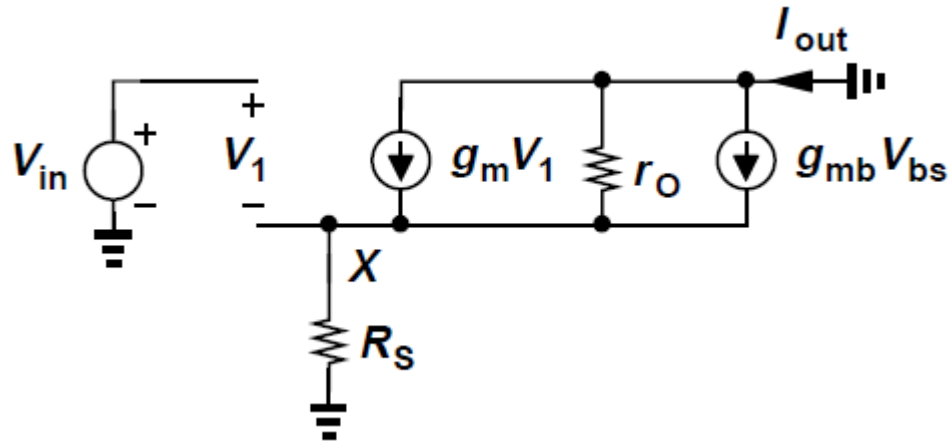 I_out
+
+
V_in
V_1
g_mV_1
r_O
g_mbV_bs
−
−
X
R_S